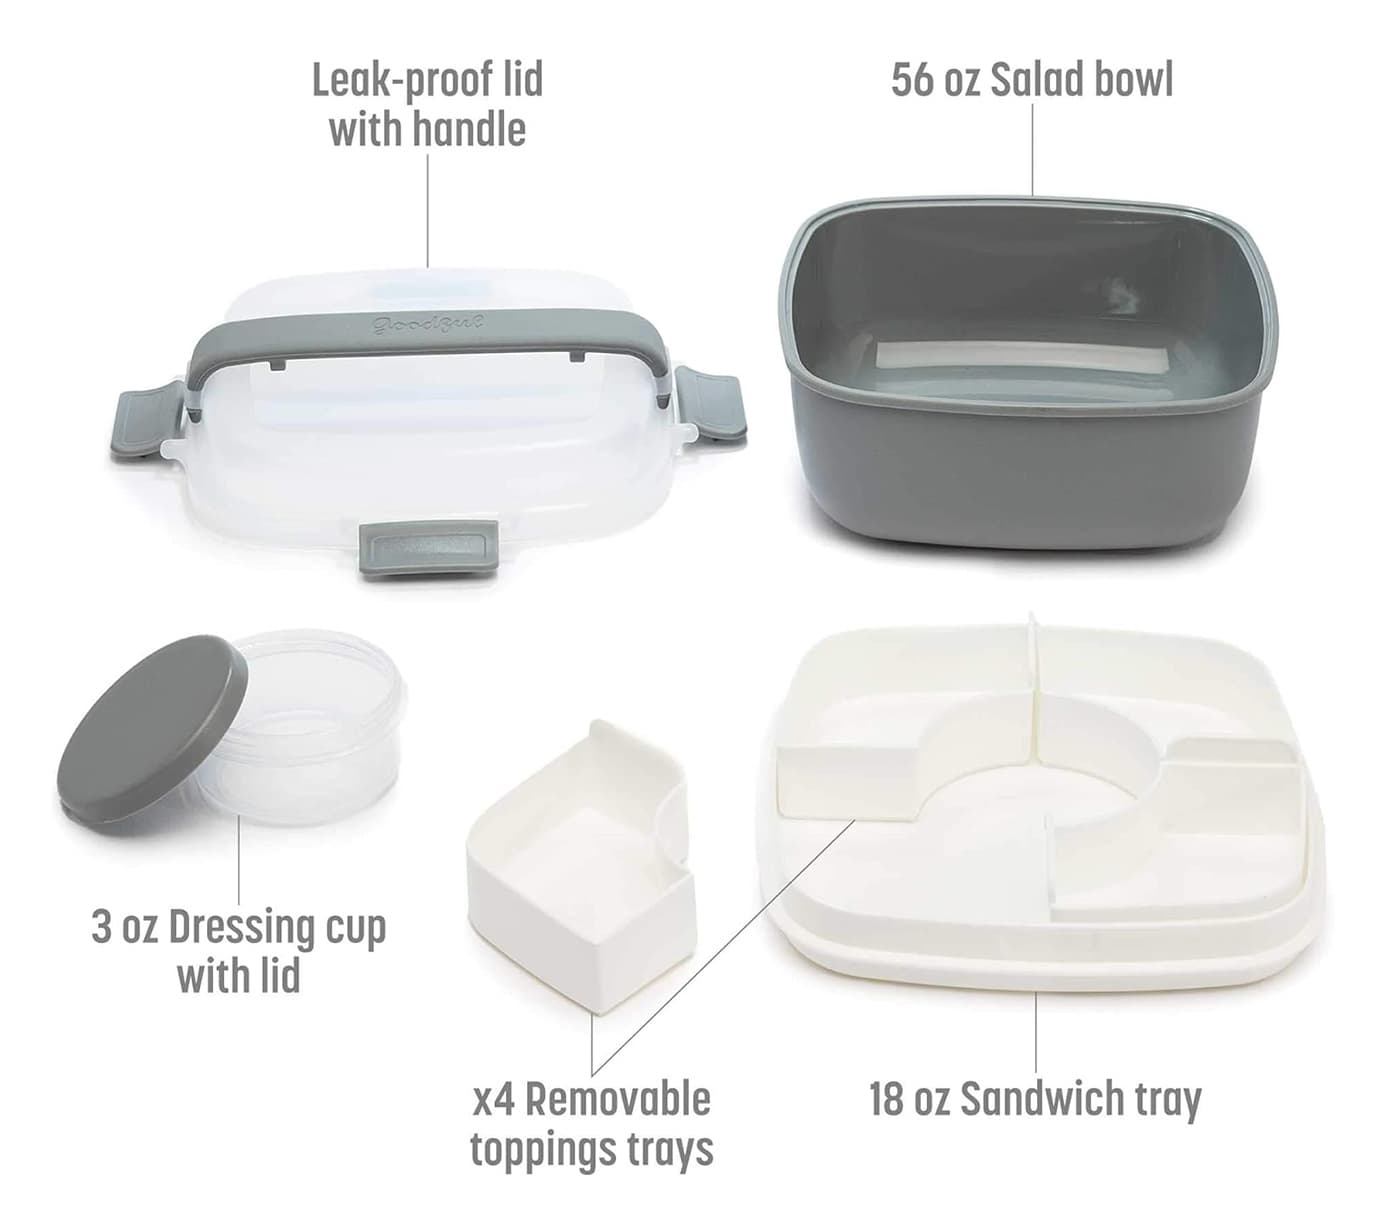 Leak-proof lid
with handle
56 oz Salad bowl
goodful
3 oz Dressing cup
with lid
x4 Removable
toppings trays
18 oz Sandwich tray